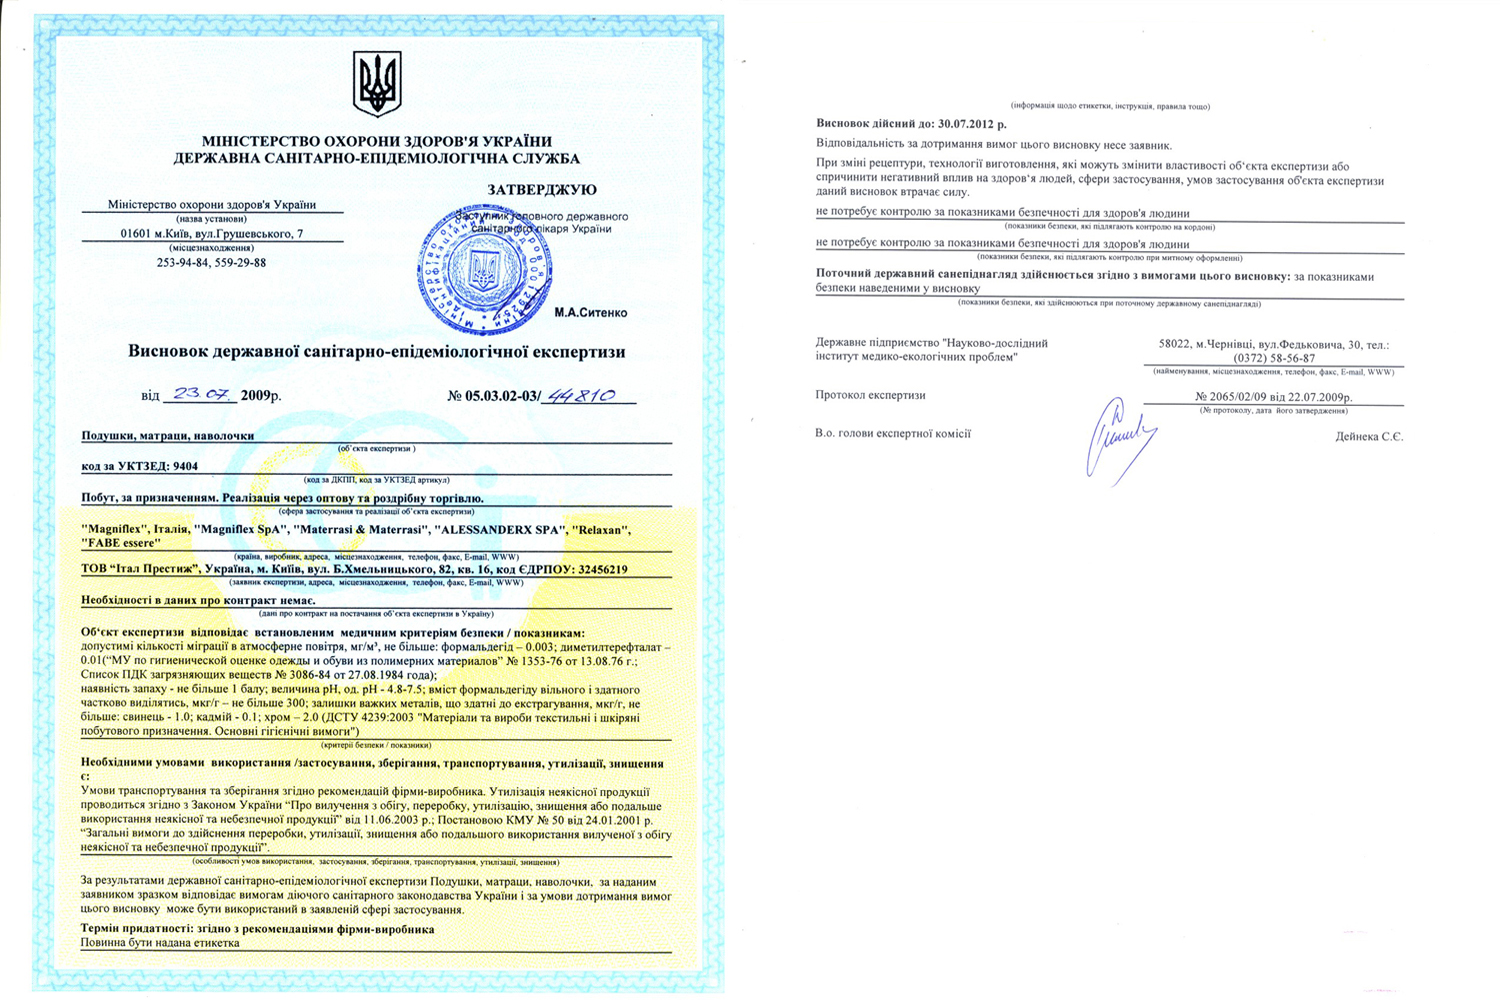 МІНІСТЕРСТВО ОХОРОНИ ЗДОРОВ'Я УКРАЇНИ
ДЕРЖАВНА САНІТАРНО-ЕПІДЕМІОЛОГІЧНА СЛУЖБА
ЗАТВЕРДЖУЮ
Міністерство охорони здоров'я України
(назва установи)
01601 м.Київ, вул.Грушевського, 7
(місцезнаходження)
253-94-84, 559-29-88
Заступник головного державного
санітарного лікаря України
М.А.Ситенко
Висновок державної санітарно-епідеміологічної експертизи
від 23.07. 2009р.
№ 05.03.02-03/ 44810
Подушки, матраци, наволочки
(об'єкта експертизи )
код за УКТЗЕД: 9404
(код за ДКПП, код за УКТЗЕД артикул)
Побут, за призначенням. Реалізація через оптову та роздрібну торгівлю.
(сфера застосування та реалізації об'єкта експертизи)
"Magniflex", Італія, "Magniflex SpA", "Materrasi & Materrasi", "ALESSANDERX SPA", "Relaxan",
"FABE essere"
(країна, виробник, адреса, місцезнаходження, телефон, факс, E-mail, WWW)
ТОВ “Італ Престиж”, Україна, м. Київ, вул. Б.Хмельницького, 82, кв. 16, код ЄДРПОУ: 32456219
(заявник експертизи, адреса, місцезнаходження, телефон, факс, E-mail, WWW)
Необхідності в даних про контракт немає.
(дані про контракт на постачання об'єкта експертизи в Україну)
Об‘єкт експертизи відповідає встановленим медичним критеріям безпеки / показникам:
допустимі кількості міграції в атмосферне повітря, мг/м³, не більше: формальдегід – 0.003; диметилтерефталат –
0.01(“МУ по гигиенической оценке одежды и обуви из полимерных материалов” № 1353-76 от 13.08.76 г.;
Список ПДК загрязняющих веществ № 3086-84 от 27.08.1984 года);
наявність запаху - не більше 1 балу; величина pH, од. pH - 4.8-7.5; вміст формальдегіду вільного і здатного
частково виділятись, мкг/г – не більше 300; залишки важких металів, що здатні до екстрагування, мкг/г, не
більше: свинець - 1.0; кадмій - 0.1; хром – 2.0 (ДСТУ 4239:2003 "Матеріали та вироби текстильні і шкіряні
побутового призначення. Основні гігієнічні вимоги")
(критерії безпеки / показники)
Необхідними умовами використання /застосування, зберігання, транспортування, утилізації, знищення
є:
Умови транспортування та зберігання згідно рекомендацій фірми-виробника. Утилізація неякісної продукції
проводиться згідно з Законом України “Про вилучення з обігу, переробку, утилізацію, знищення або подальше
використання неякісної та небезпечної продукції” від 11.06.2003 р.; Постановою КМУ № 50 від 24.01.2001 р.
“Загальні вимоги до здійснення переробки, утилізації, знищення або подальшого використання вилученої з обігу
неякісної та небезпечної продукції”.
(особливості умов використання, застосування, зберігання, транспортування, утилізації, знищення)
За результатами державної санітарно-епідеміологічної експертизи Подушки, матраци, наволочки, за наданим
заявником зразком відповідає вимогам діючого санітарного законодавства України і за умови дотримання вимог
цього висновку може бути використаний в заявленій сфері застосування.
Термін придатності: згідно з рекомендаціями фірми-виробника
Повинна бути надана етикетка
(інформація щодо етикетки, інструкція, правила тощо)
Висновок дійсний до: 30.07.2012 р.
Відповідальність за дотримання вимог цього висновку несе заявник.
При зміні рецептури, технології виготовлення, які можуть змінити властивості об‘єкта експертизи або
спричинити негативний вплив на здоров‘я людей, сфери застосування, умов застосування об'єкта експертизи
даний висновок втрачає силу.
не потребує контролю за показниками безпечності для здоров'я людини
(показники безпеки, які підлягають контролю на кордоні)
не потребує контролю за показниками безпечності для здоров'я людини
(показники безпеки, які підлягають контролю при митному оформленні)
Поточний державний санепіднагляд здійснюється згідно з вимогами цього висновку: за показниками
безпеки наведеними у висновку
(показники безпеки, які здійснюються при поточному державному санепіднагляді)
Державне підприємство "Науково-дослідний
інститут медико-екологічних проблем"
58022, м.Чернівці, вул.Федьковича, 30, тел.:
(0372) 58-56-87
(найменування, місцезнаходження, телефон, факс, E-mail, WWW)
Протокол експертизи
№ 2065/02/09 від 22.07.2009р.
(№ протоколу, дата його затвердження)
В.о. голови експертної комісії
Дейнека С.Є.